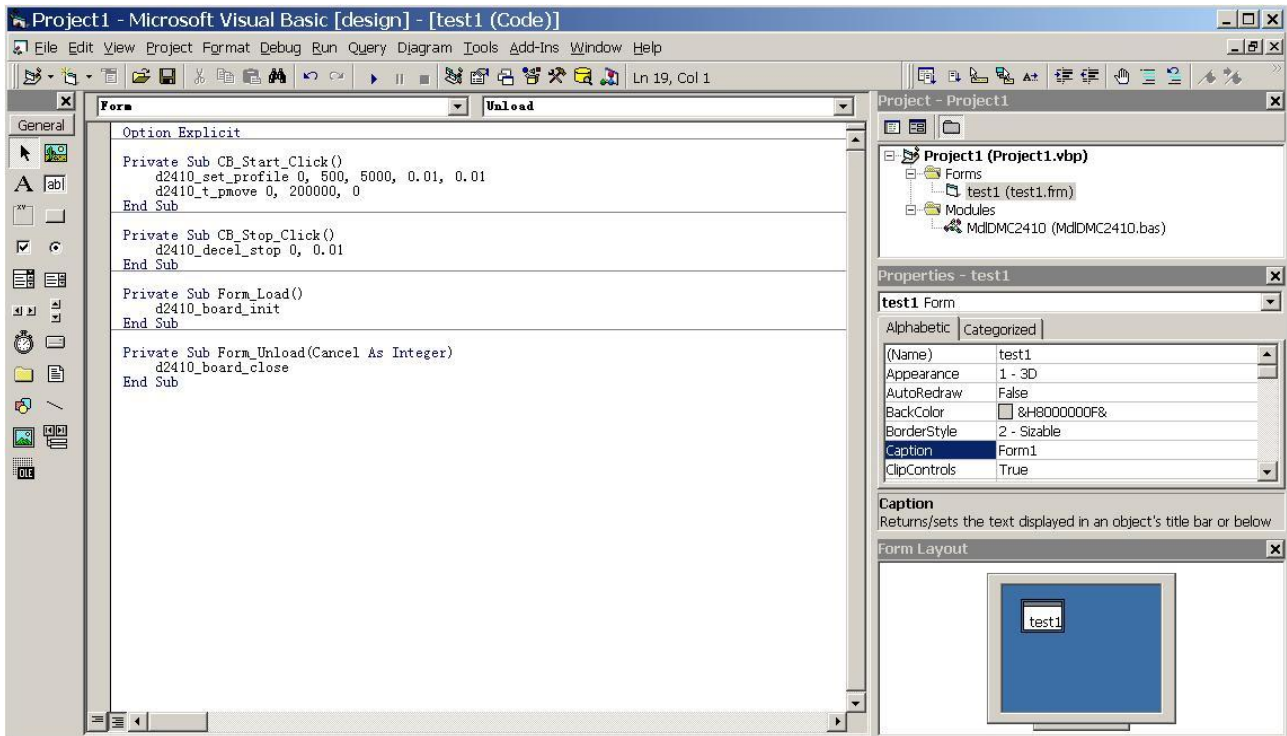 Project1 - Microsoft Visual Basic [design] - [test1 (Code)]
File Edit View Project Format Debug Run Query Diagram Tools Add-Ins Window Help
Ln 19, Col 1
General
A
ab|
xv
OLE
Form
Unload
Option Explicit
Private Sub CB_Start_Click()
d2410_set_profile 0, 500, 5000, 0.01, 0.01
d2410_t_pmove 0, 200000, 0
End Sub
Private Sub CB_Stop_Click()
d2410_decel_stop 0, 0.01
End Sub
Private Sub Form_Load()
d2410_board_init
End Sub
Private Sub Form_Unload(Cancel As Integer)
d2410_board_close
End Sub
Project - Project1
Project1 (Project1.vbp)
Forms
test1 (test1.frm)
Modules
MdlDMC2410 (MdlDMC2410.bas)
Properties - test1
test1 Form
Alphabetic Categorized
(Name) test1
Appearance 1 - 3D
AutoRedraw False
BackColor &H8000000F&
BorderStyle 2 - Sizable
Caption Form1
ClipControls True
Caption
Returns/sets the text displayed in an object's title bar or below
Form Layout
test1